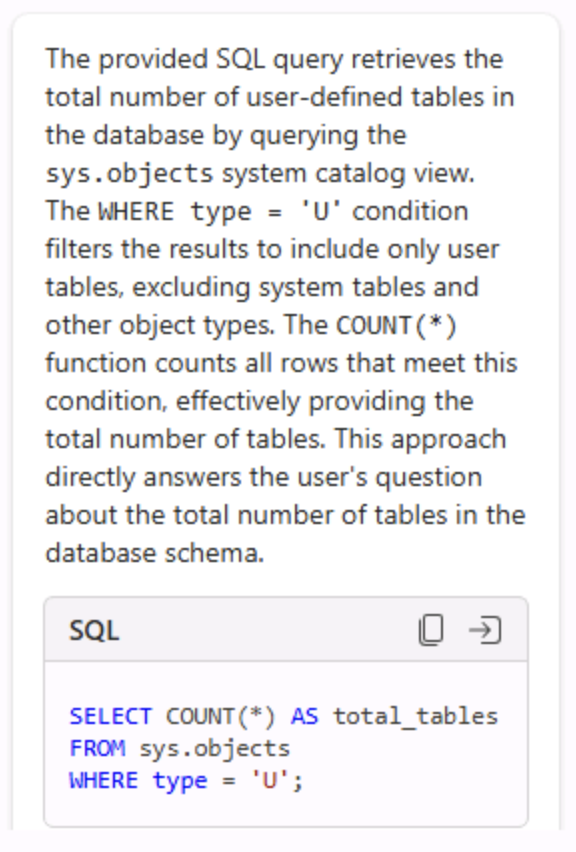 The provided SQL query retrieves the
total number of user-defined tables in
the database by querying the
sys.objects system catalog view.
The WHERE type = 'U' condition
filters the results to include only user
tables, excluding system tables and
other object types. The COUNT(*)
function counts all rows that meet this
condition, effectively providing the
total number of tables. This approach
directly answers the user's question
about the total number of tables in the
database schema.
SQL
SELECT COUNT(*) AS total_tables
FROM sys.objects
WHERE type = 'U';